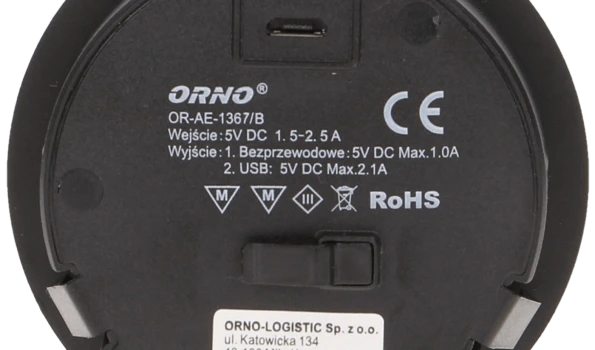 ORNO®
OR-AE-1367/B
Wejście:5V DC 1.5-2.5A
Wyjście:1. Bezprzewodowe:5V DC Max.1.0A
2. USB: 5V DC Max.2.1A
CE
M M III RoHS
ORNO-LOGISTIC Sp. z o.o.
ul. Katowicka 134